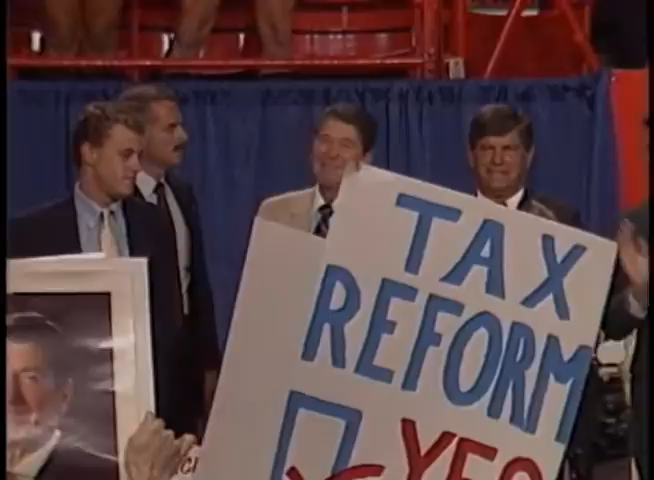 TAX
REFORM
YES